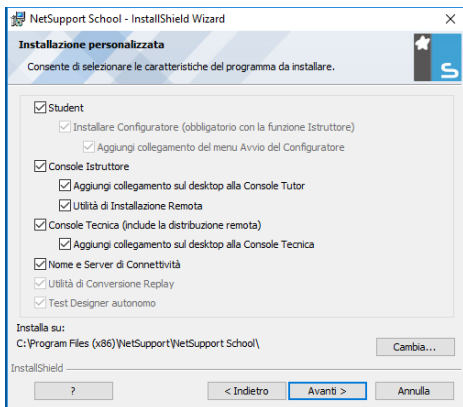 NetSupport School - InstallShield Wizard
Installazione personalizzata
Consente di selezionare le caratteristiche del programma da installare.
S
Student
Installare Configuratore (obbligatorio con la funzione Istruttore)
Aggiungi collegamento del menu Avvio del Configuratore
Console Istruttore
Aggiungi collegamento sul desktop alla Console Tutor
Utilità di Installazione Remota
Console Tecnica (include la distribuzione remota)
Aggiungi collegamento sul desktop alla Console Tecnica
Nome e Server di Connettività
Utilità di Conversione Replay
Test Designer autonomo
Installa su:
C:\Program Files (x86)\NetSupport\NetSupport School\
Cambia...
InstallShield
? < Indietro Avanti > Annulla